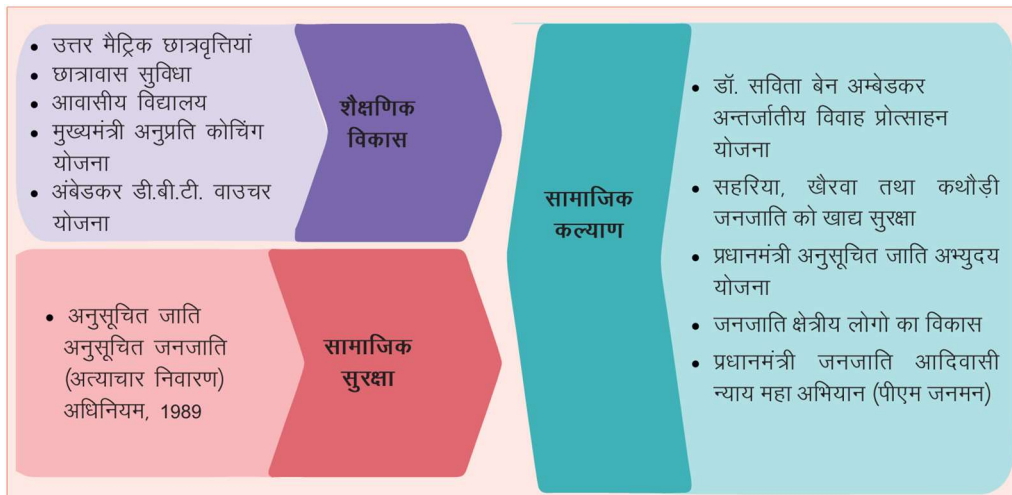 • उत्तर मैट्रिक छात्रवृत्तियां
• छात्रावास सुविधा
• आवासीय विद्यालय
• मुख्यमंत्री अनुप्रति कोचिंग
योजना
• अंबेडकर डी.बी.टी. वाउचर
योजना
शैक्षणिक
विकास
• अनुसूचित जाति
अनुसूचित जनजाति
(अत्याचार निवारण)
अधिनियम, 1989
सामाजिक
सुरक्षा
सामाजिक
कल्याण
• डॉ. सविता बेन अम्बेडकर
अन्तर्जातीय विवाह प्रोत्साहन
योजना
• सहरिया, खैरवा तथा कथौड़ी
जनजाति को खाद्य सुरक्षा
• प्रधानमंत्री अनुसूचित जाति अभ्युदय
योजना
• जनजाति क्षेत्रीय लोगो का विकास
• प्रधानमंत्री जनजाति आदिवासी
न्याय महा अभियान (पीएम जनमन)